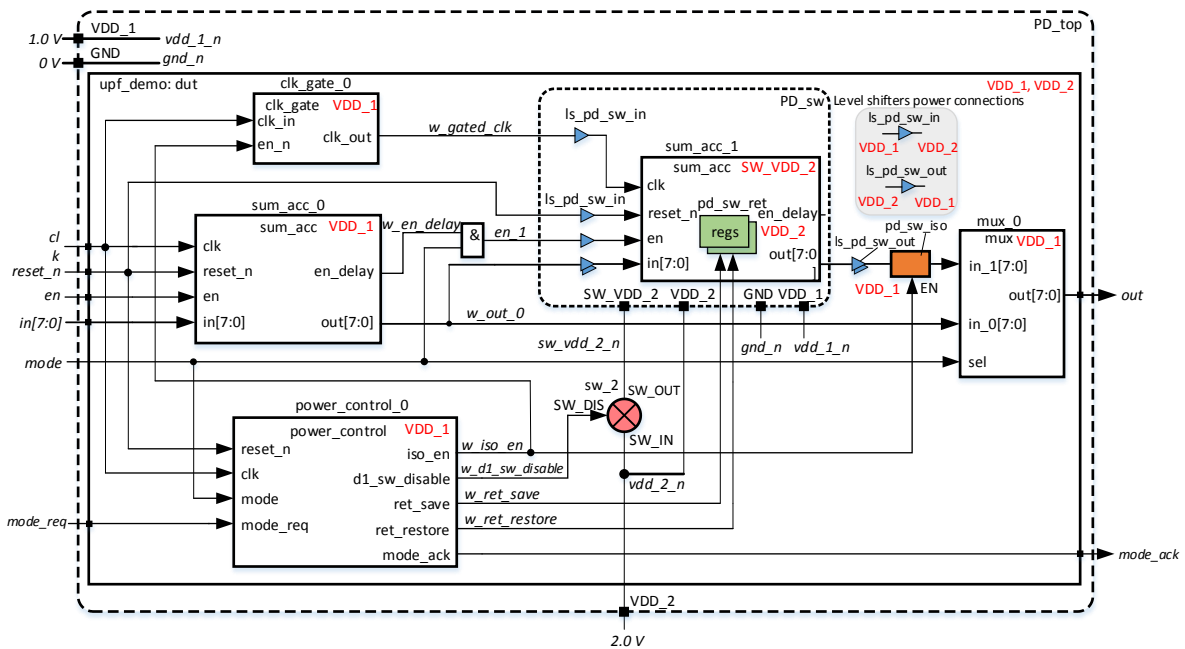 PD_top
1.0 V
VDD_1
vdd_1_n
0 V
GND
gnd_n
upf_demo: dut
VDD_1, VDD_2
clk_gate_0
clk_gate VDD_1
clk_in
en_n
clk_out
w_gated_clk
PD_sw
ls_pd_sw_in
Level shifters power connections
ls_pd_sw_in
VDD_1 VDD_2
ls_pd_sw_out
VDD_2 VDD_1
sum_acc_1
sum_acc SW_VDD_2
clk
reset_n
en
in[7:0]
pd_sw_ret
regs
VDD_2
en_delay
out[7:0
]
ls_pd_sw_in
sum_acc_0
sum_acc
VDD_1
clk
reset_n
en
in[7:0]
en_delay
out[7:0]
w_en_delay
&
en_1
w_out_0
cl
k
reset_n
en
in[7:0]
mode
ls_pd_sw_out
pd_sw_iso
VDD_1
EN
mux_0
mux VDD_1
in_1[7:0]
out[7:0]
in_0[7:0]
sel
out
SW_VDD_2
VDD_2
GND
VDD_1
sw_vdd_2_n
gnd_n
vdd_1_n
sw_2
SW_OUT
SW_DIS
SW_IN
vdd_2_n
power_control_0
power_control
VDD_1
reset_n
clk
mode
mode_req
iso_en
d1_sw_disable
ret_save
ret_restore
mode_ack
w_iso_en
w_d1_sw_disable
w_ret_save
w_ret_restore
mode_req
mode_ack
VDD_2
2.0 V